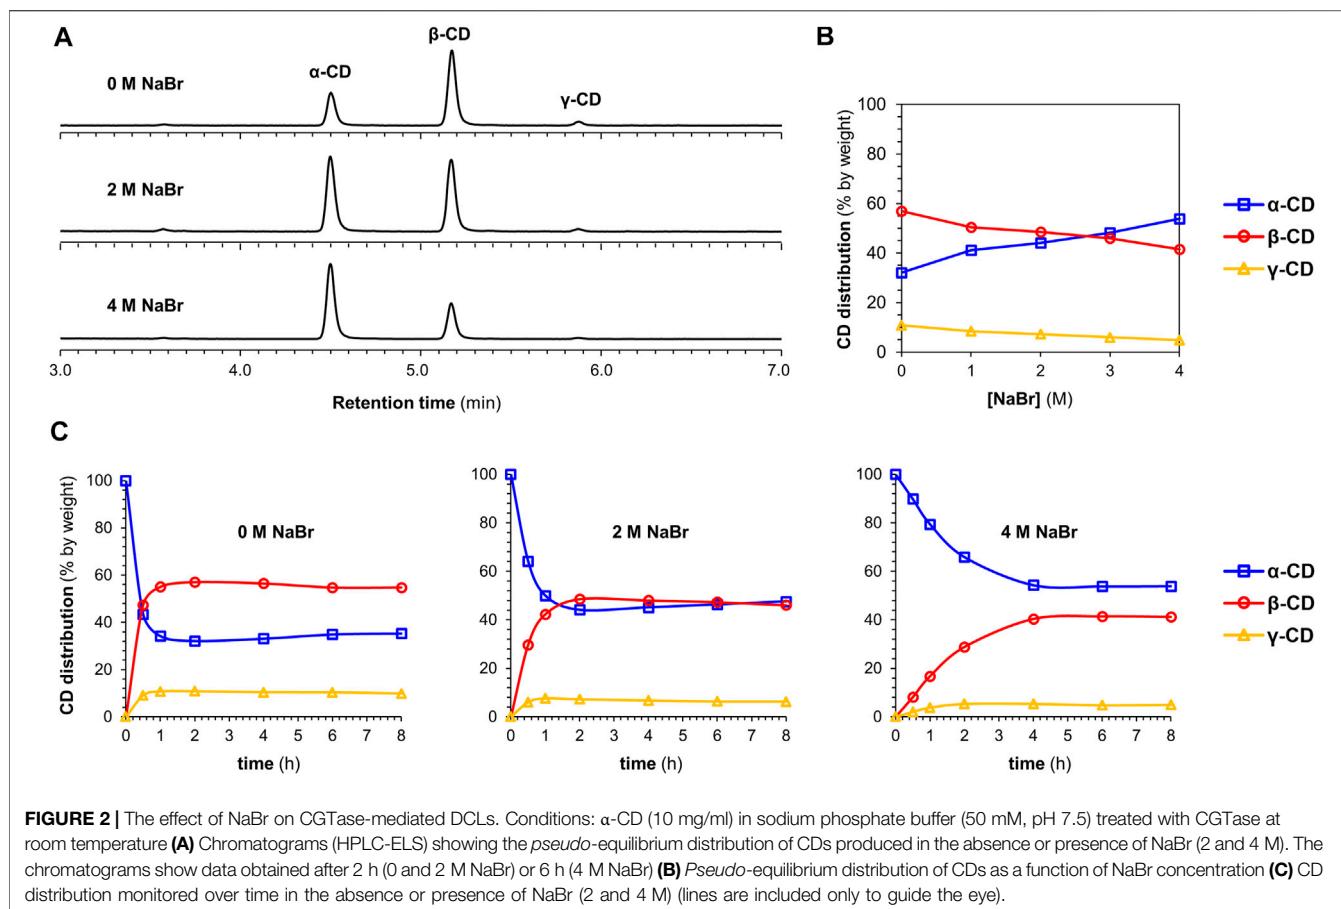 A
0 M NaBr
α-CD
β-CD
γ-CD
2 M NaBr
4 M NaBr
3.0 4.0 5.0 6.0 7.0
Retention time (min)
B
CD distribution (% by weight)
100
80
60
40
20
0
0 1 2 3 4
[NaBr] (M)
α-CD
β-CD
γ-CD
C
CD distribution (% by weight)
100
80
60
40
20
0
0 M NaBr
0 1 2 3 4 5 6 7 8
time (h)
100
80
60
40
20
0
2 M NaBr
0 1 2 3 4 5 6 7 8
time (h)
100
80
60
40
20
0
4 M NaBr
0 1 2 3 4 5 6 7 8
time (h)
α-CD
β-CD
γ-CD
FIGURE 2 | The effect of NaBr on CGTase-mediated DCLs. Conditions: α-CD (10 mg/ml) in sodium phosphate buffer (50 mM, pH 7.5) treated with CGTase at
room temperature (A) Chromatograms (HPLC-ELS) showing the pseudo-equilibrium distribution of CDs produced in the absence or presence of NaBr (2 and 4 M). The
chromatograms show data obtained after 2 h (0 and 2 M NaBr) or 6 h (4 M NaBr) (B) Pseudo-equilibrium distribution of CDs as a function of NaBr concentration (C) CD
distribution monitored over time in the absence or presence of NaBr (2 and 4 M) (lines are included only to guide the eye).